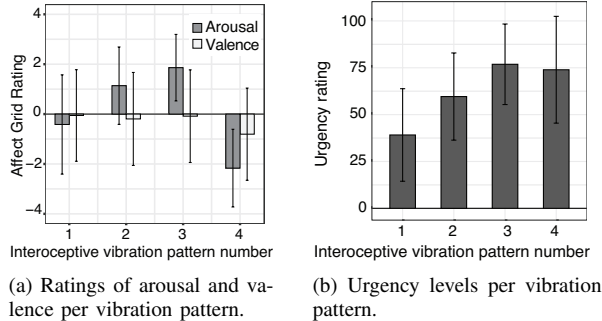 4
2
0
−2
−4
Affect Grid Rating
Arousal
Valence
1 2 3 4
Interoceptive vibration pattern number
(a) Ratings of arousal and va-
lence per vibration pattern.
100
75
50
25
0
Urgency rating
1 2 3 4
Interoceptive vibration pattern number
(b) Urgency levels per vibration
pattern.